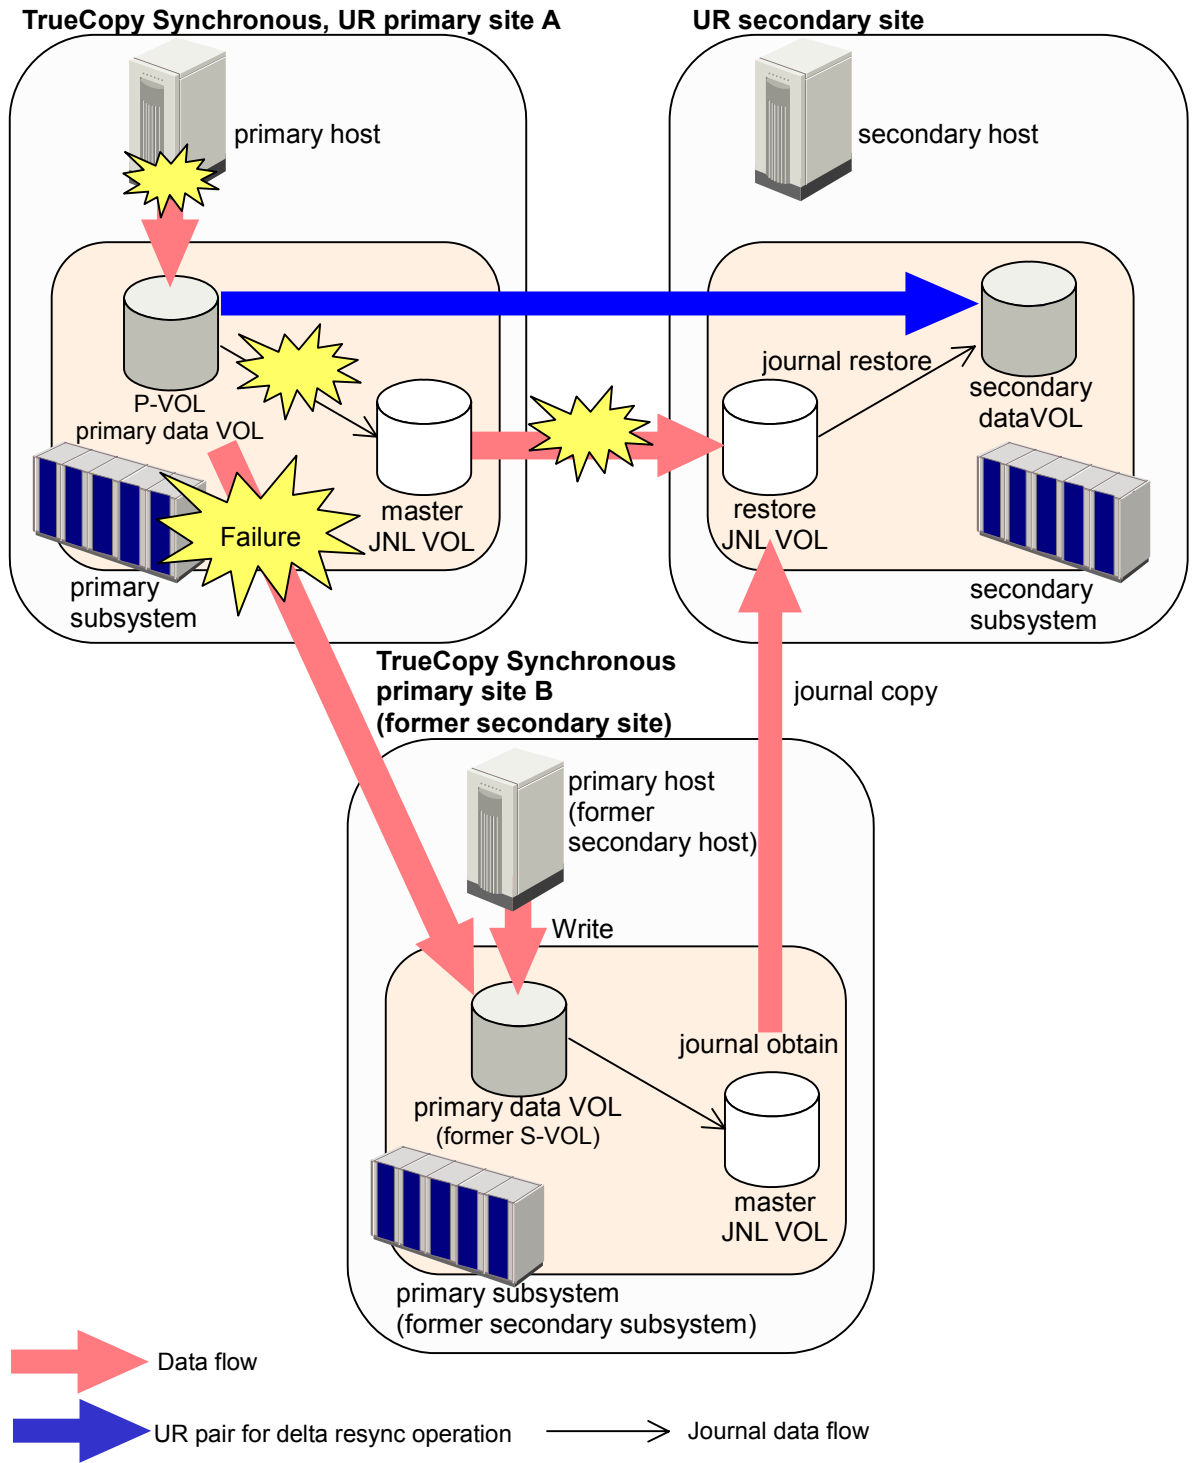 TrueCopy Synchronous, UR primary site A
UR secondary site
primary host
secondary host
journal restore
P-VOL
primary data VOL
secondary
dataVOL
Failure
master
JNL VOL
restore
JNL VOL
primary
subsystem
secondary
subsystem
TrueCopy Synchronous
primary site B
(former secondary site)
journal copy
primary host
(former
secondary host)
Write
journal obtain
primary data VOL
(former S-VOL)
master
JNL VOL
primary subsystem
(former secondary subsystem)
Data flow
UR pair for delta resync operation
Journal data flow